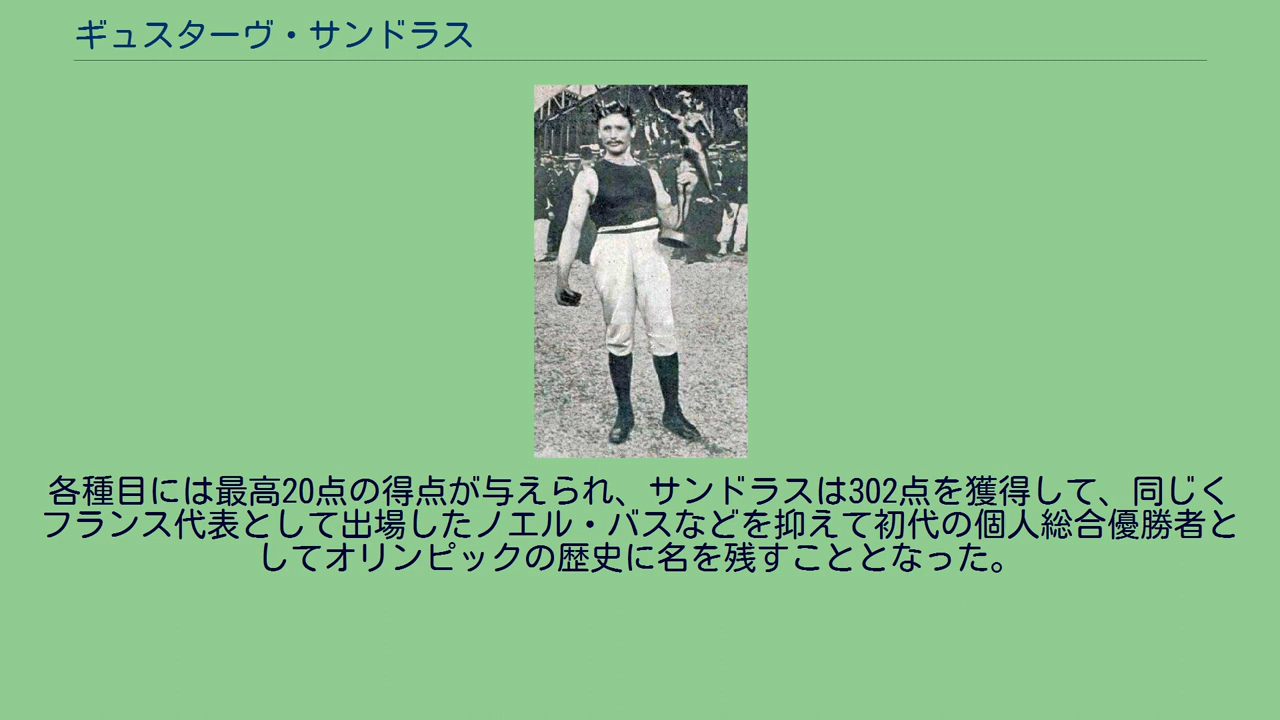 ギュスターヴ・サンドラス
各種目には最高20点の得点が与えられ、サンドラスは302点を獲得して、同じく
フランス代表として出場したノエル・バスなどを抑えて初代の個人総合優勝者と
してオリンピックの歴史に名を残すこととなった。